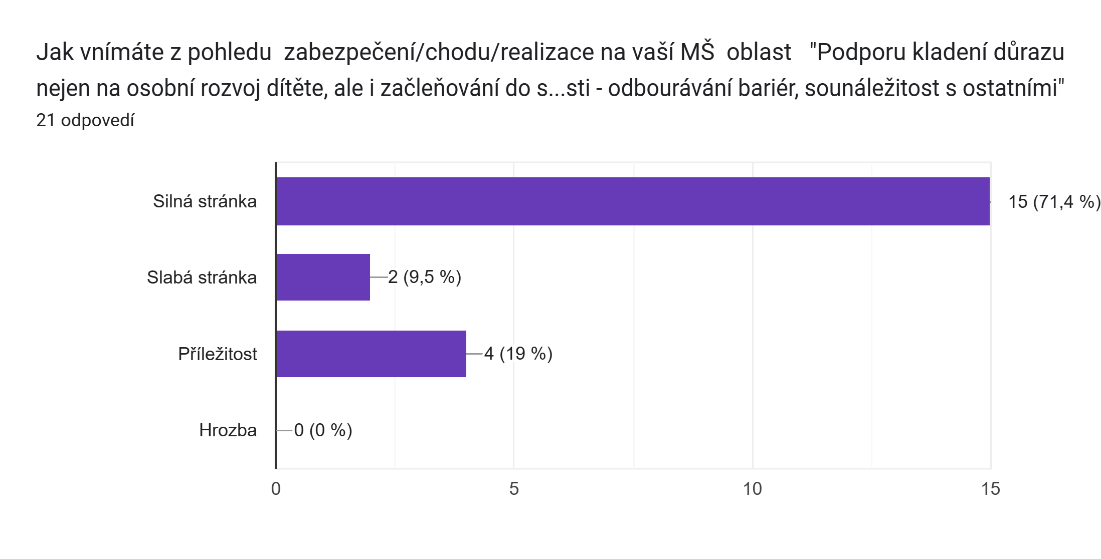 Jak vnímáte z pohledu  zabezpečení/chodu/realizace na vaší MŠ  oblast   "Podporu kladení důrazu
nejen na osobní rozvoj dítěte, ale i začleňování do s...sti - odbourávání bariér, sounáležitost s ostatními"
21 odpovedí
Silná stránka 15 (71,4 %)
Slabá stránka 2 (9,5 %)
Příležitost 4 (19 %)
Hrozba 0 (0 %)
0 5 10 15